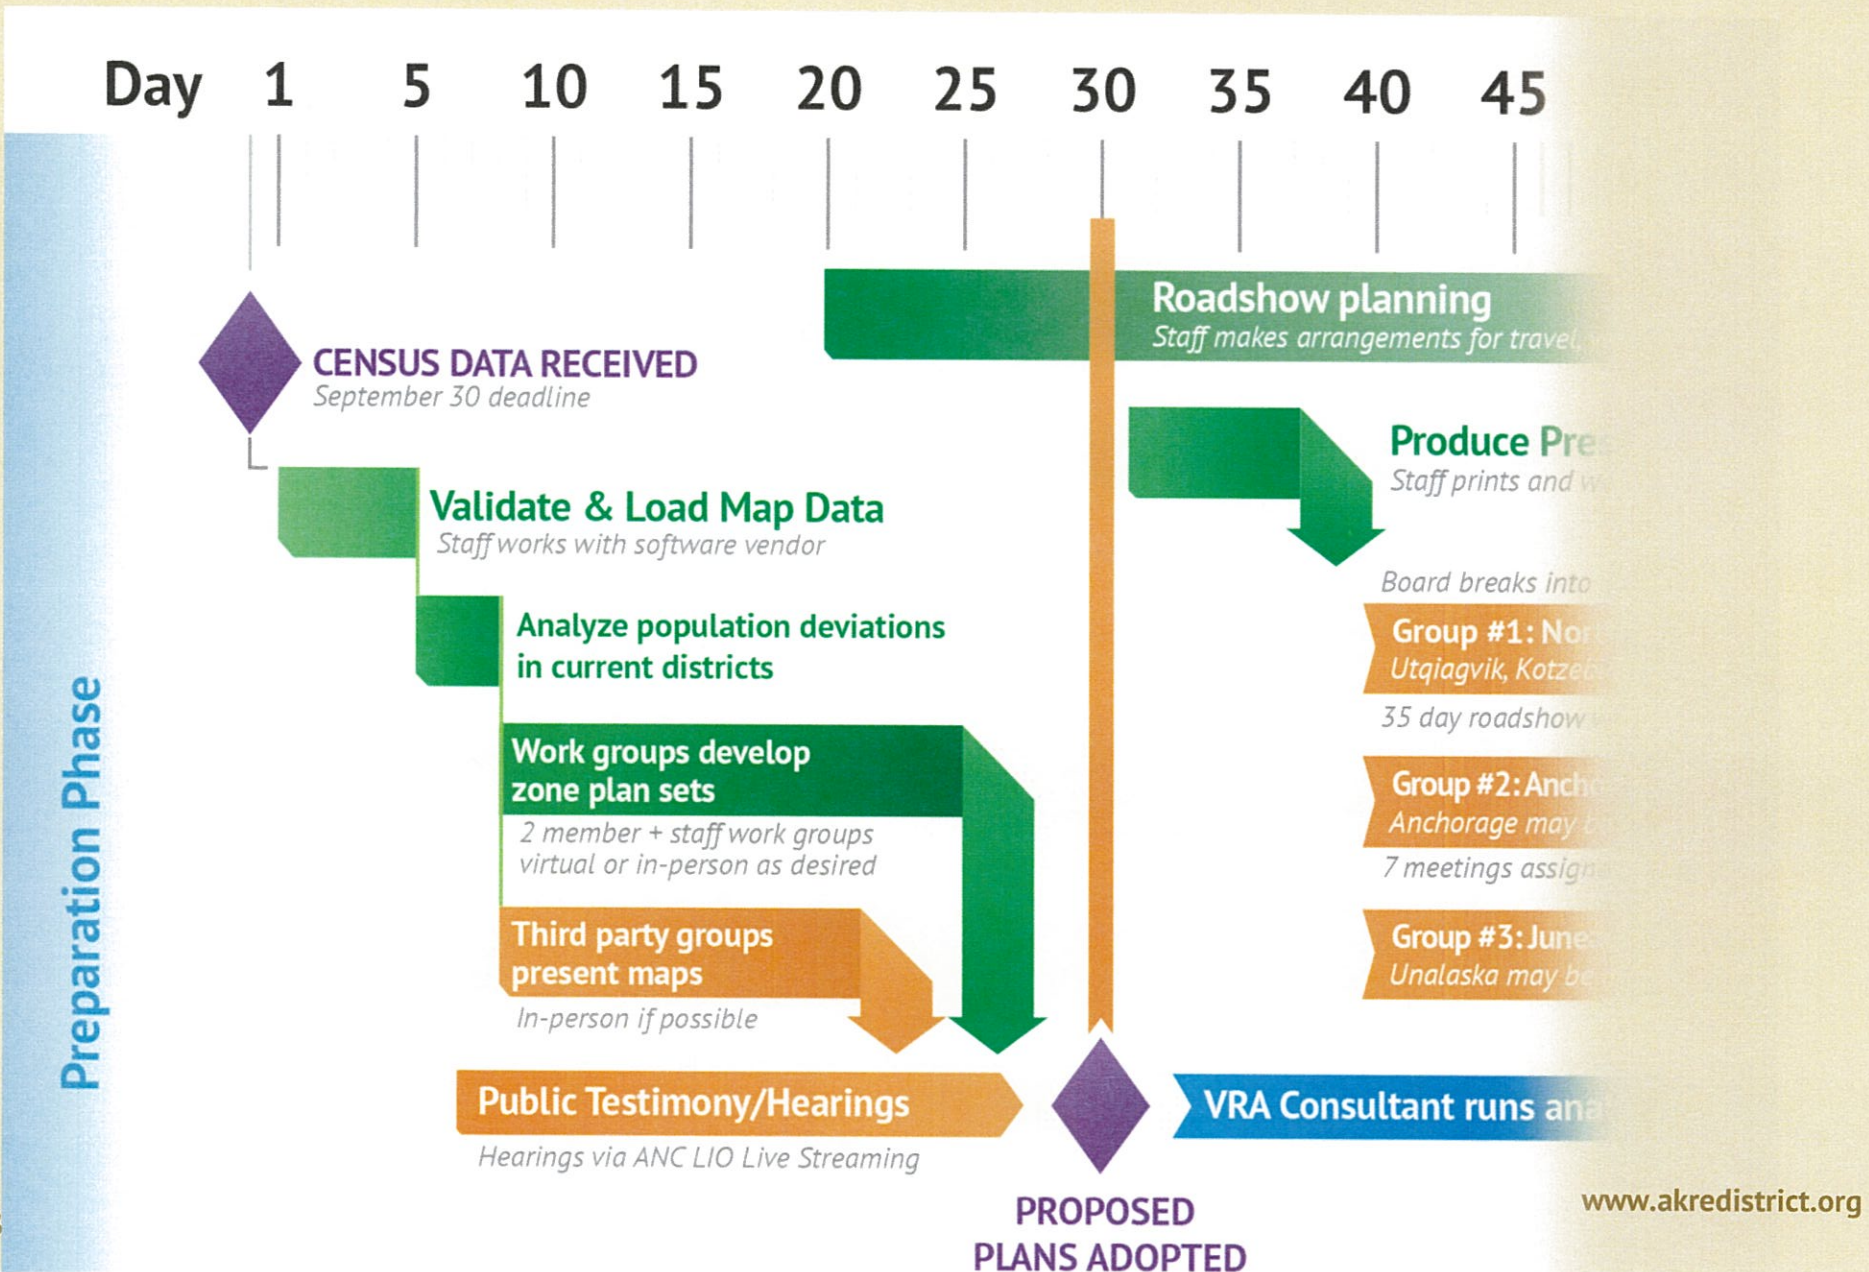 Day 1 5 10 15 20 25 30 35 40 45
Roadshow planning
Staff makes arrangements for travel,
CENSUS DATA RECEIVED
September 30 deadline
Produce
Staff prints and
Validate & Load Map Data
Staff works with software vendor
Board breaks into
Analyze population deviations
in current districts
Group #1:
Utqiagvik,
35 day roadshow
Work groups develop
zone plan sets
2 member + staff work groups
virtual or in-person as desired
Group #2:
Anchorage may
7 meetings
Third party groups
present maps
In-person if possible
Group #3:
Unalaska may be
Public Testimony/Hearings
Hearings via ANC LIO Live Streaming
VRA Consultant runs
PROPOSED
PLANS ADOPTED
Preparation Phase
www.akredistrict.org